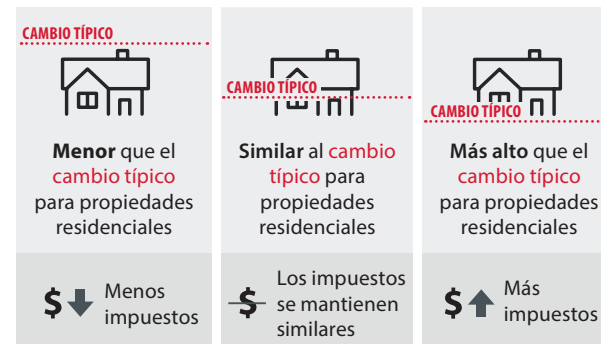 CAMBIO TÍPICO
Menor que el
cambio típico
para propiedades
residenciales
$ Menos
impuestos
CAMBIO TÍPICO
Similar al cambio
típico para
propiedades
residenciales
$ Los impuestos
se mantienen
similares
CAMBIO TÍPICO
Más alto que el
cambio típico
para propiedades
residenciales
$ Más
impuestos